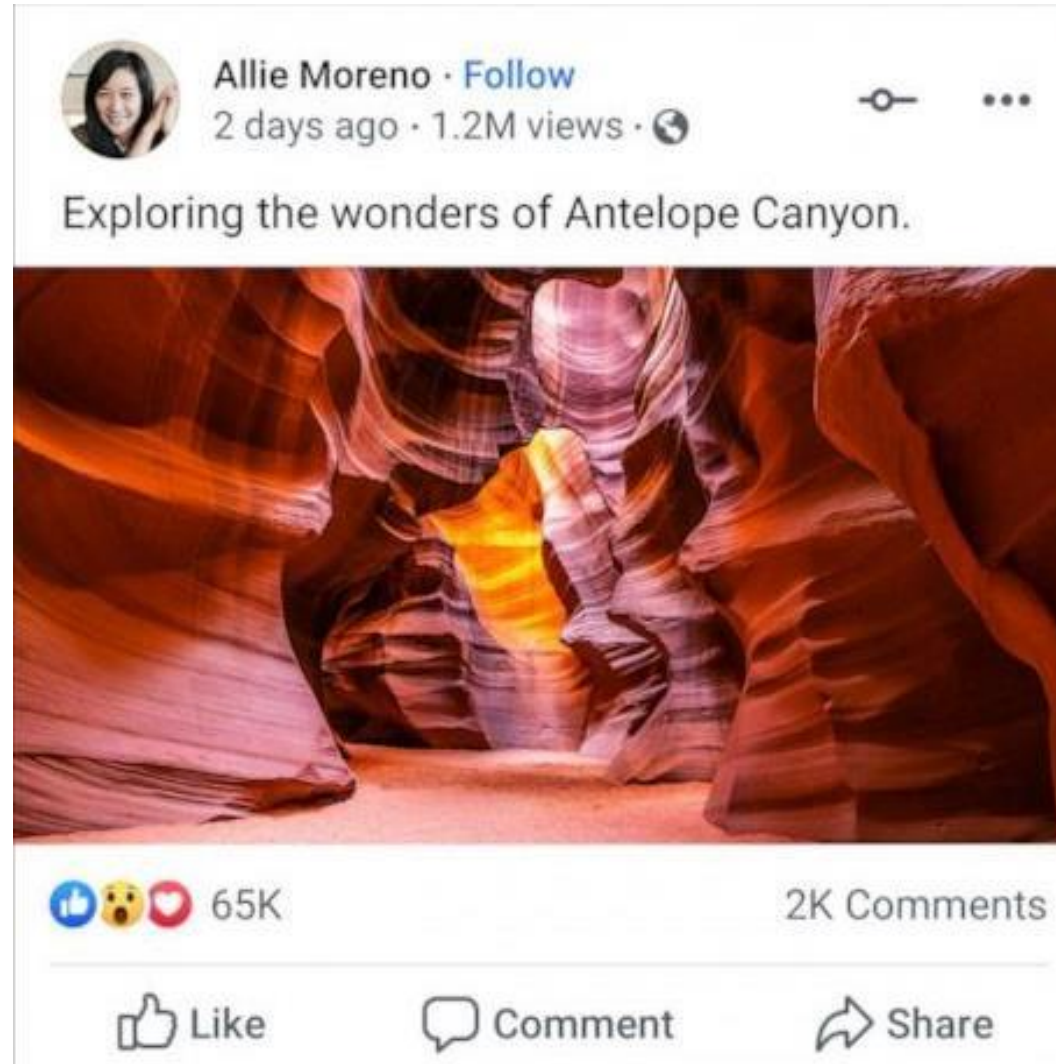 Allie Moreno · Follow
2 days ago · 1.2M views ·
Exploring the wonders of Antelope Canyon.
65K
2K Comments
Like
Comment
Share